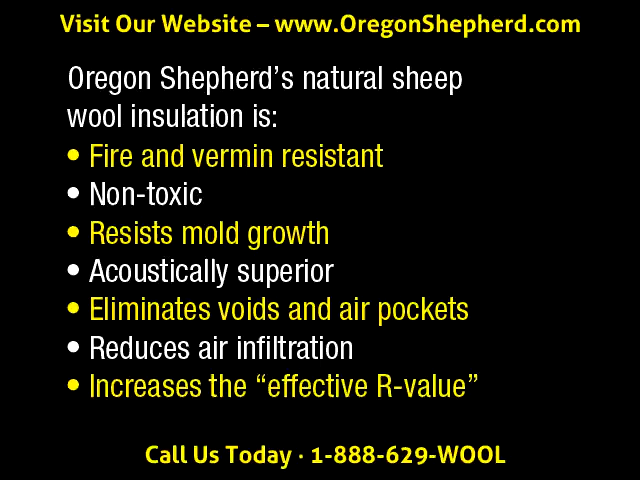 Visit Our Website – www.OregonShepherd.com
Oregon Shepherd’s natural sheep
wool insulation is:
• Fire and vermin resistant
• Non-toxic
• Resists mold growth
• Acoustically superior
• Eliminates voids and air pockets
• Reduces air infiltration
• Increases the “effective R-value”
Call Us Today · 1-888-629-WOOL